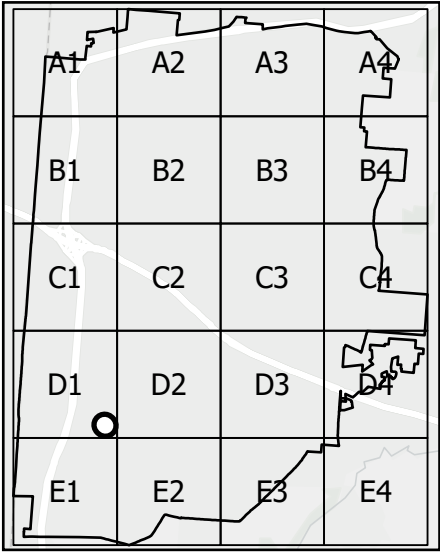 A1 A2 A3 A4
B1 B2 B3 B4
C1 C2 C3 C4
D1 D2 D3 D4
E1 E2 E3 E4